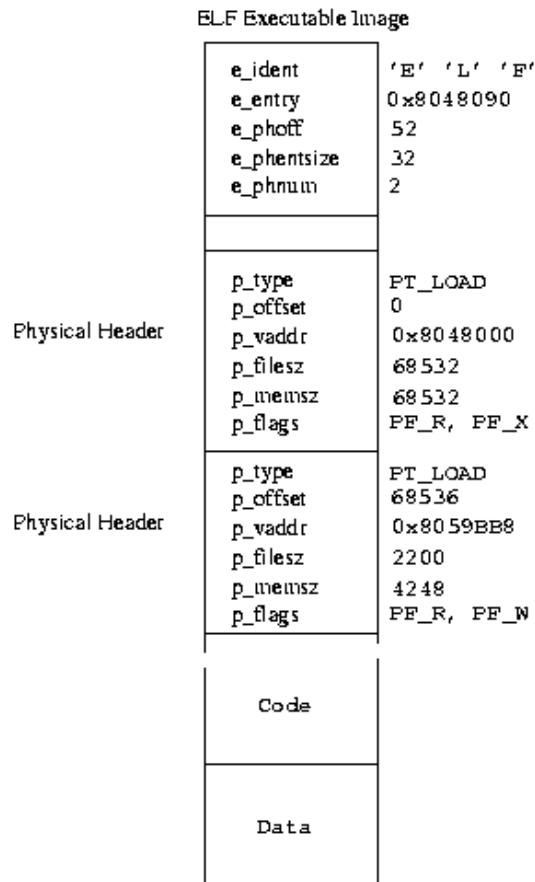 ELF Executable Image
e_ident 'E' 'L' 'F'
e_entry 0x8048090
e_phoff 52
e_phentsize 32
e_phnum 2
p_type PT_LOAD
p_offset 0
Physical Header p_vaddr 0x8048000
p_filesz 68532
p_memsz 68532
p_flags PF_R, PF_X
p_type PT_LOAD
p_offset 68536
Physical Header p_vaddr 0x8059BB8
p_filesz 2200
p_memsz 4248
p_flags PF_R, PF_W
Code
Data